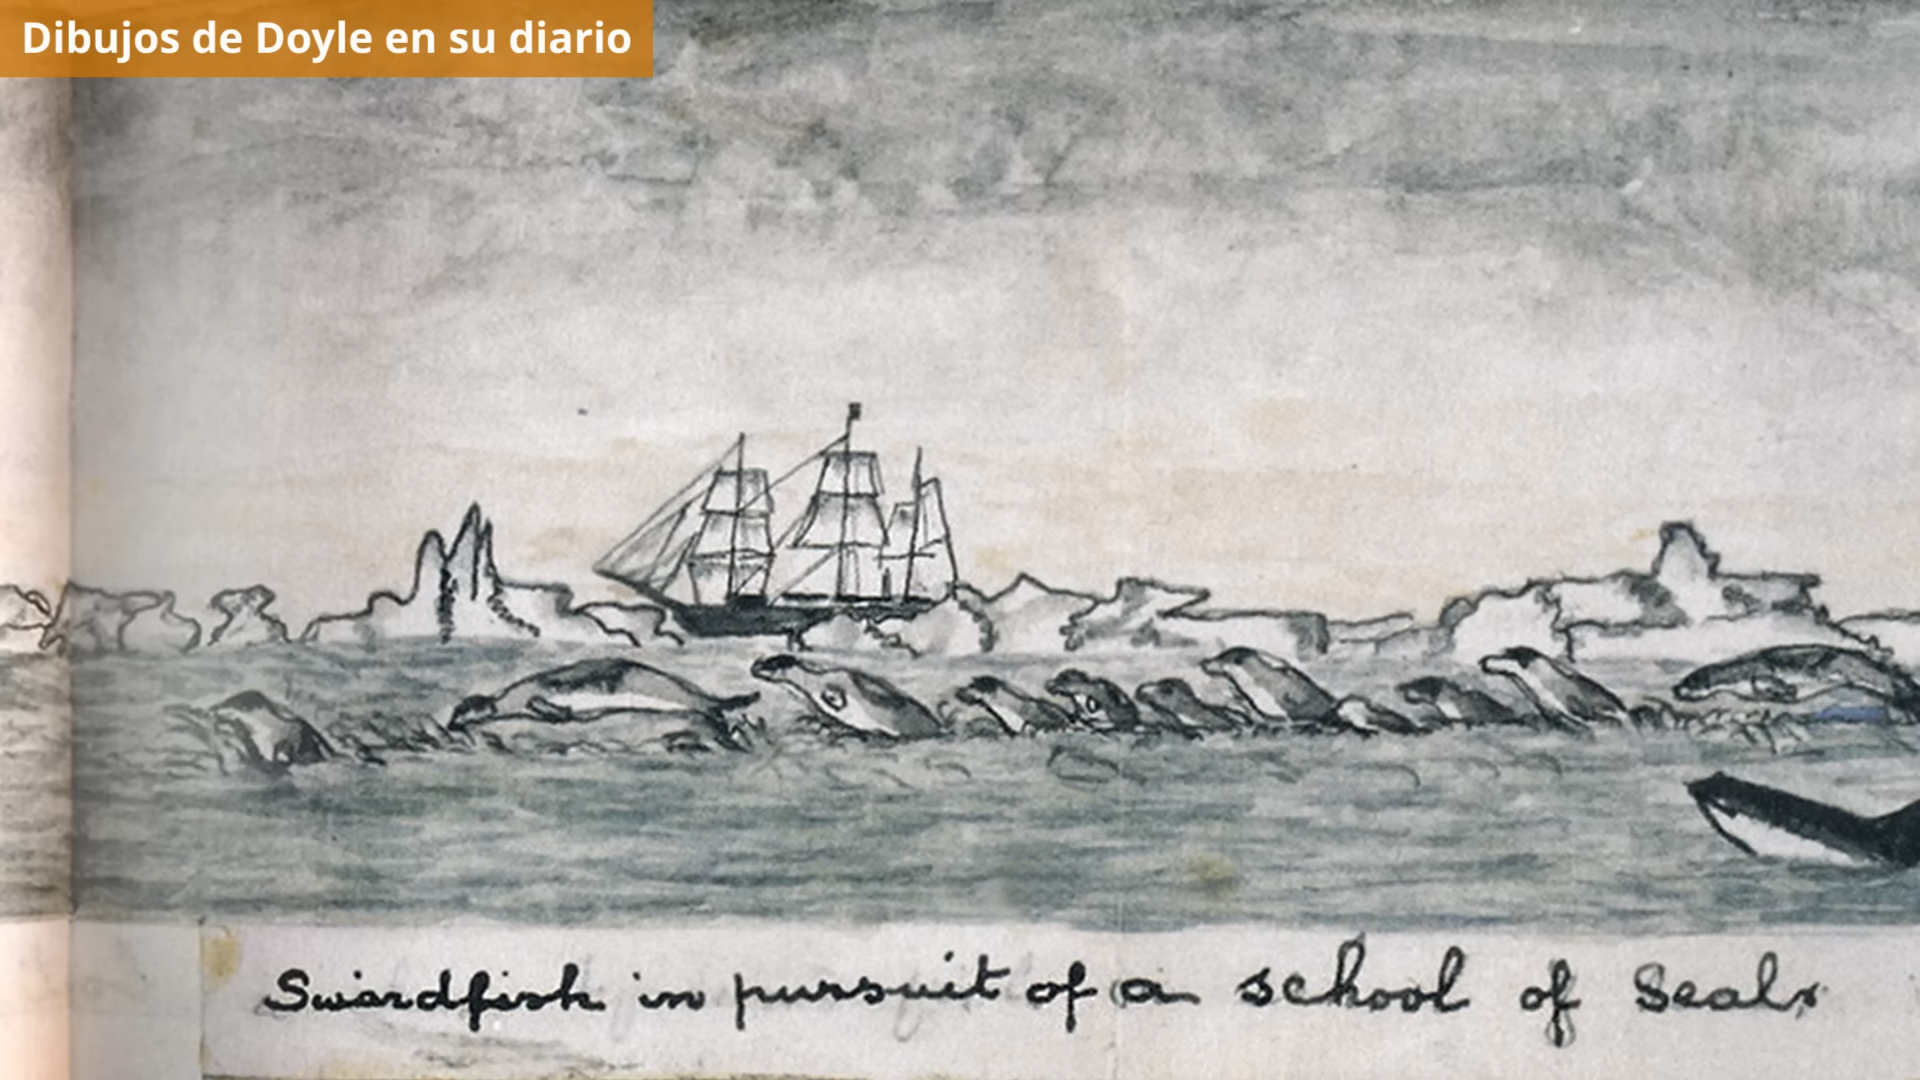 Dibujos de Doyle en su diario
Swordfish in pursuit of a school of Seals